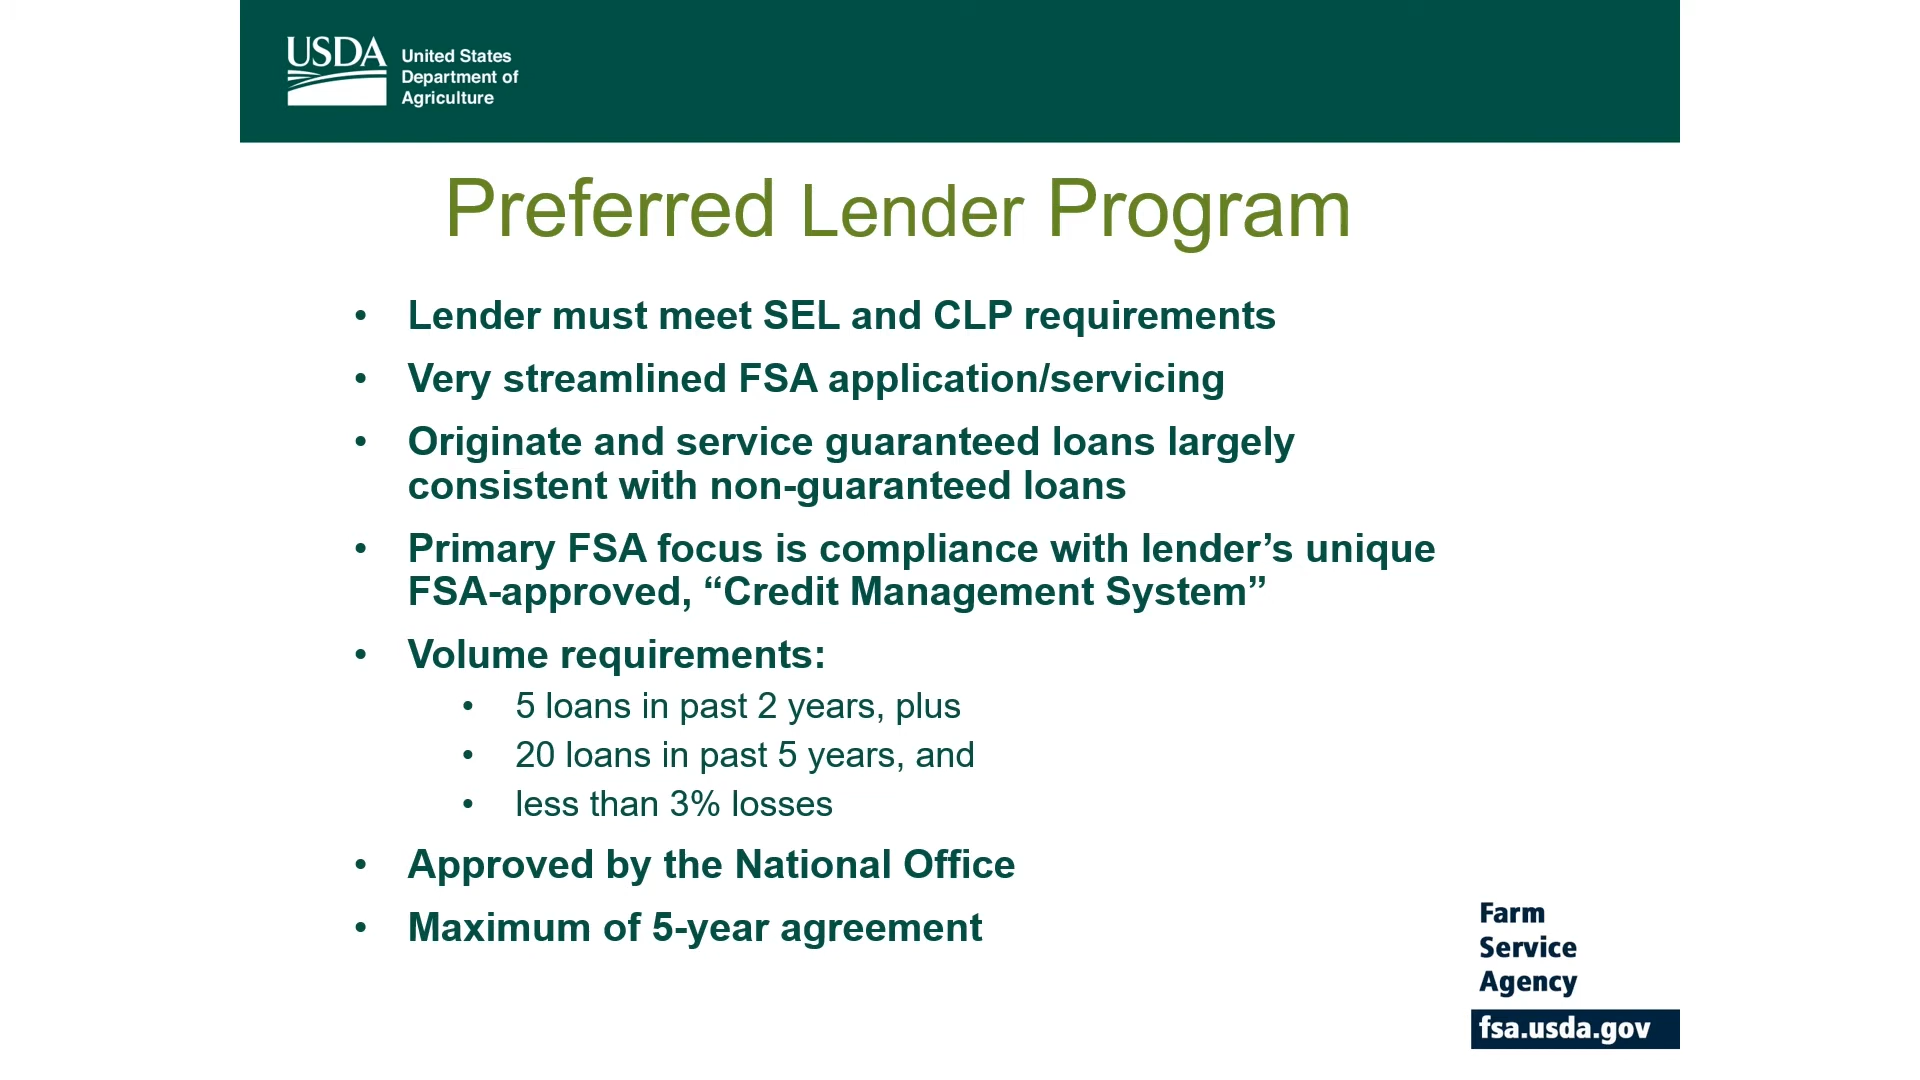 USDA
United States
Department of
Agriculture
Preferred Lender Program
• Lender must meet SEL and CLP requirements
• Very streamlined FSA application/servicing
• Originate and service guaranteed loans largely
consistent with non-guaranteed loans
• Primary FSA focus is compliance with lender’s unique
FSA-approved, “Credit Management System”
• Volume requirements:
• 5 loans in past 2 years, plus
• 20 loans in past 5 years, and
• less than 3% losses
• Approved by the National Office
• Maximum of 5-year agreement
Farm
Service
Agency
fsa.usda.gov